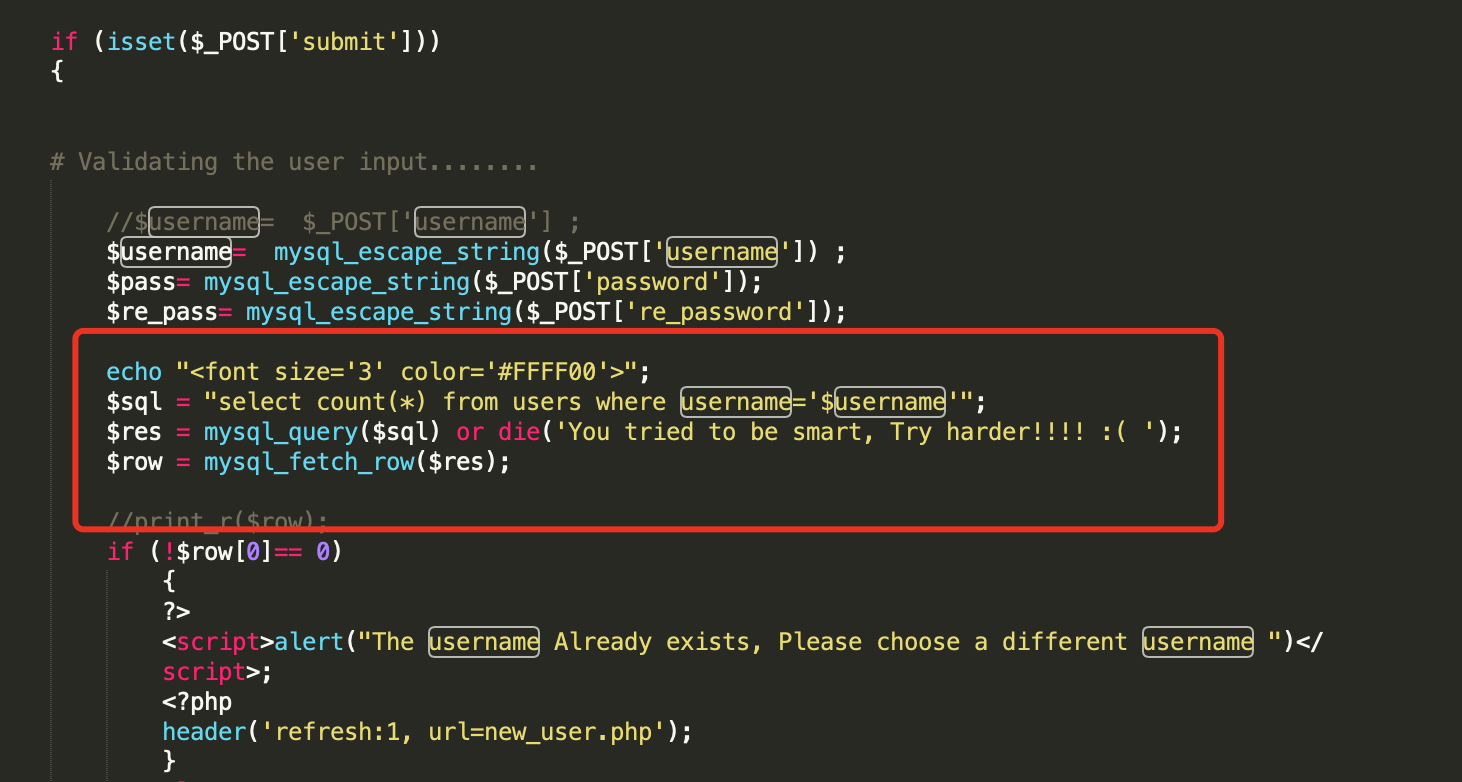 if (isset($_POST['submit']))
{
# Validating the user input........
//$username=  $_POST['username'] ;
$username=  mysql_escape_string($_POST['username']) ;
$pass= mysql_escape_string($_POST['password']);
$re_pass= mysql_escape_string($_POST['re_password']);
echo "<font size='3' color='#FFFF00'>";
$sql = "select count(*) from users where username='$username'";
$res = mysql_query($sql) or die('You tried to be smart, Try harder!!!! :( ');
$row = mysql_fetch_row($res);
//print_r($row);
if (!$row[0]== 0)
{
?>
<script>alert("The username Already exists, Please choose a different username ")</
script>;
<?php
header('refresh:1, url=new_user.php');
}